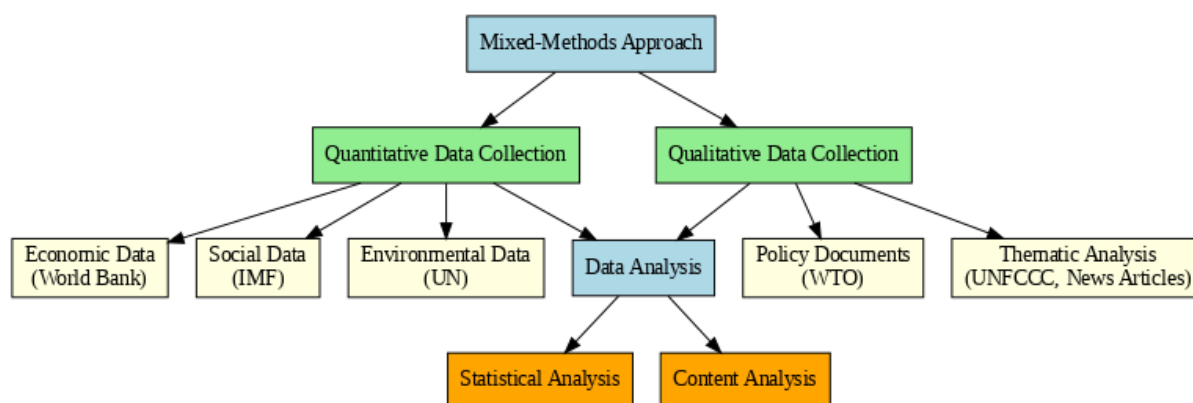 Mixed-Methods Approach
Quantitative Data Collection
Qualitative Data Collection
Economic Data
(World Bank)
Social Data
(IMF)
Environmental Data
(UN)
Data Analysis
Policy Documents
(WTO)
Thematic Analysis
(UNFCCC, News Articles)
Statistical Analysis
Content Analysis